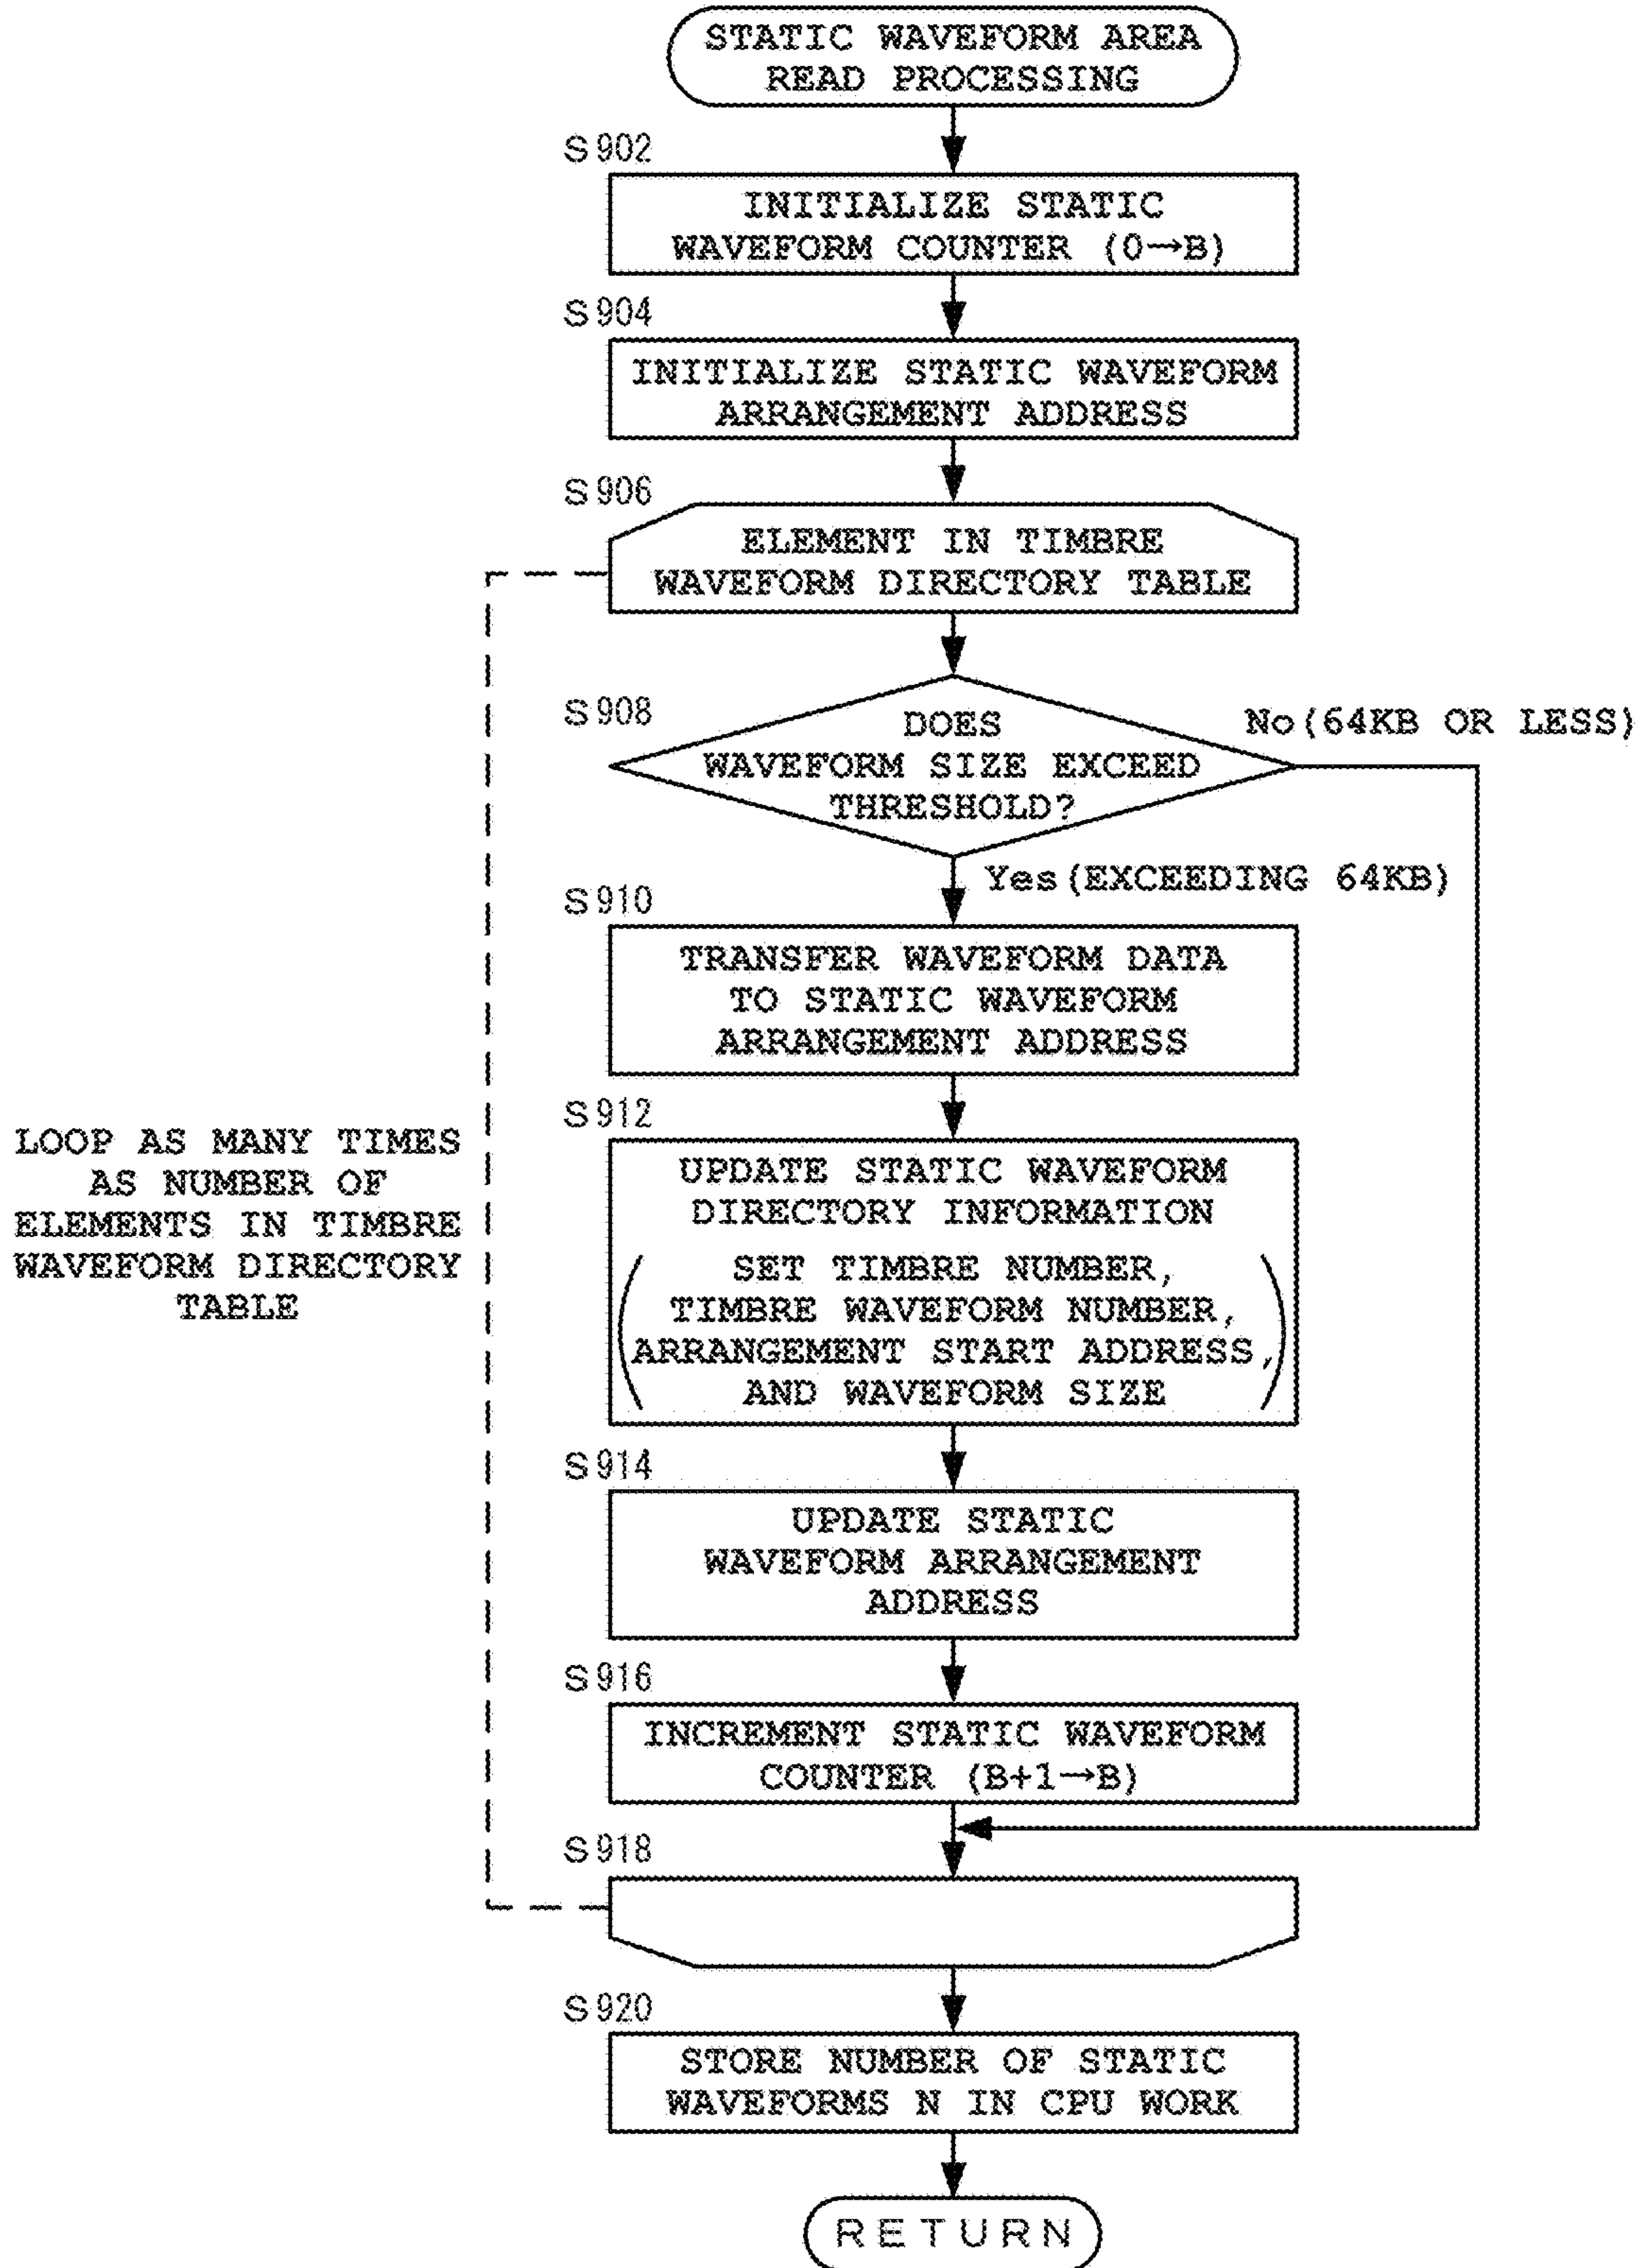 STATIC WAVEFORM AREA
READ PROCESSING
S902
INITIALIZE STATIC
WAVEFORM COUNTER (0→B)
S904
INITIALIZE STATIC WAVEFORM
ARRANGEMENT ADDRESS
S906
ELEMENT IN TIMBRE
WAVEFORM DIRECTORY TABLE
S908
DOES
WAVEFORM SIZE EXCEED
THRESHOLD?
No(64KB OR LESS)
Yes(EXCEEDING 64KB)
S910
TRANSFER WAVEFORM DATA
TO STATIC WAVEFORM
ARRANGEMENT ADDRESS
LOOP AS MANY TIMES
AS NUMBER OF
ELEMENTS IN TIMBRE
WAVEFORM DIRECTORY
TABLE
S912
UPDATE STATIC WAVEFORM
DIRECTORY INFORMATION
(SET TIMBRE NUMBER,
TIMBRE WAVEFORM NUMBER,
ARRANGEMENT START ADDRESS,
AND WAVEFORM SIZE)
S914
UPDATE STATIC
WAVEFORM ARRANGEMENT
ADDRESS
S916
INCREMENT STATIC WAVEFORM
COUNTER (B+1→B)
S918
S920
STORE NUMBER OF STATIC
WAVEFORMS N IN CPU WORK
RETURN